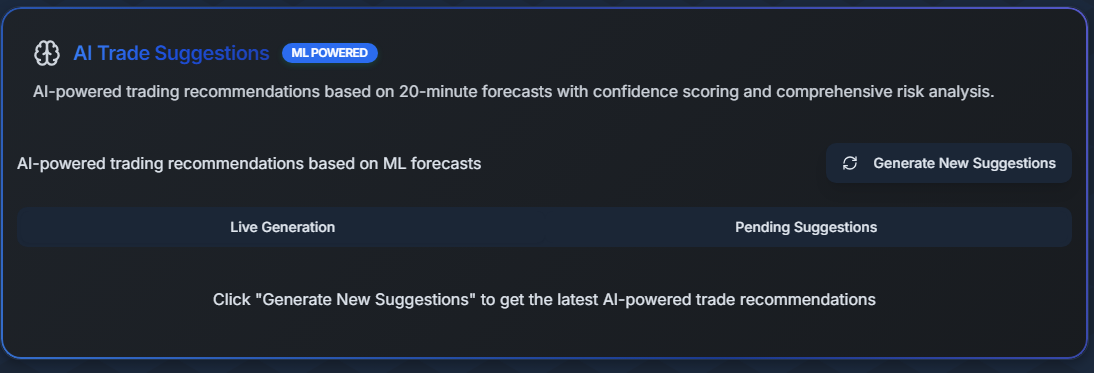 AI Trade Suggestions ML POWERED
AI-powered trading recommendations based on 20-minute forecasts with confidence scoring and comprehensive risk analysis.
AI-powered trading recommendations based on ML forecasts
Generate New Suggestions
Live Generation
Pending Suggestions
Click "Generate New Suggestions" to get the latest AI-powered trade recommendations